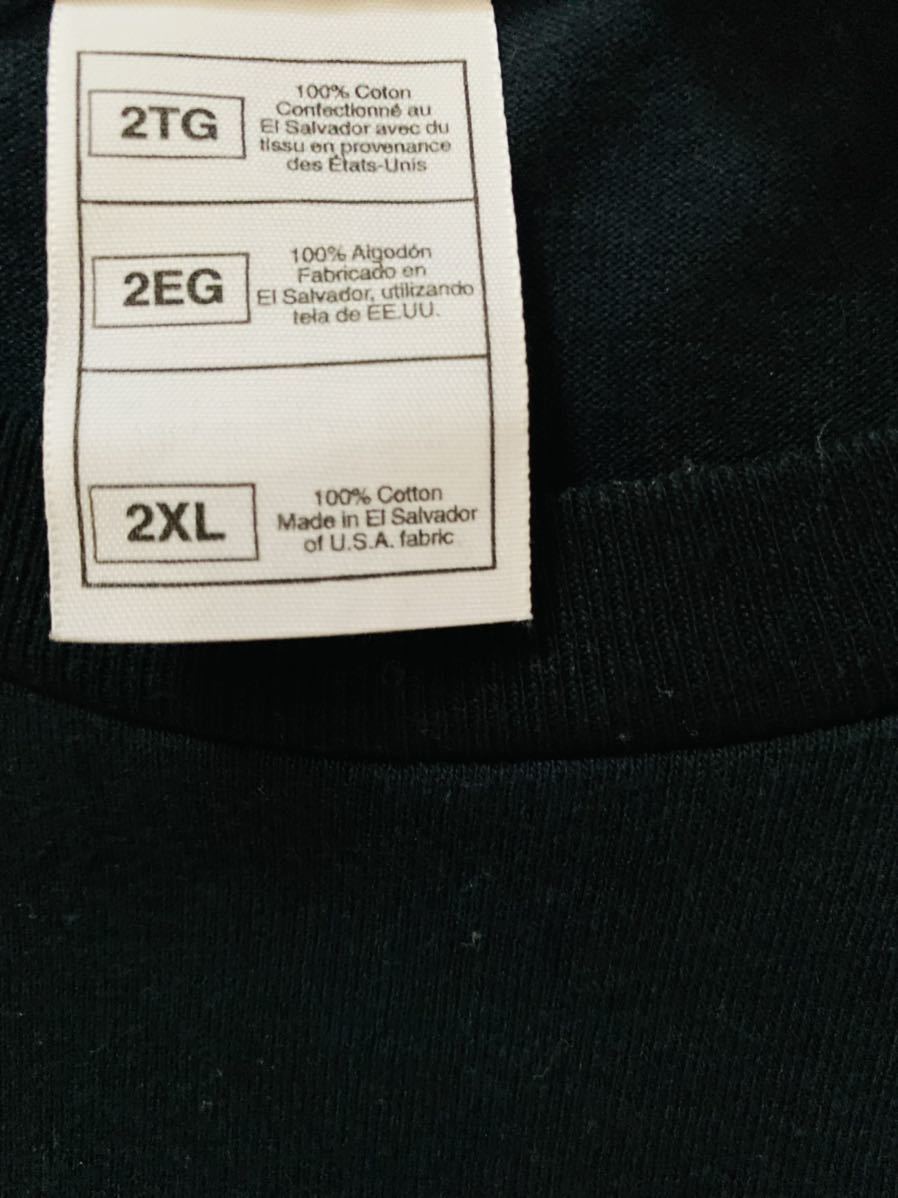 2TG
100% Coton
Confectionné au
El Salvador avec du
tissu en provenance
des États-Unis
2EG
100% Algodón
Fabricado en
El Salvador, utilizando
tela de EE.UU.
2XL
100% Cotton
Made in El Salvador
of U.S.A. fabric